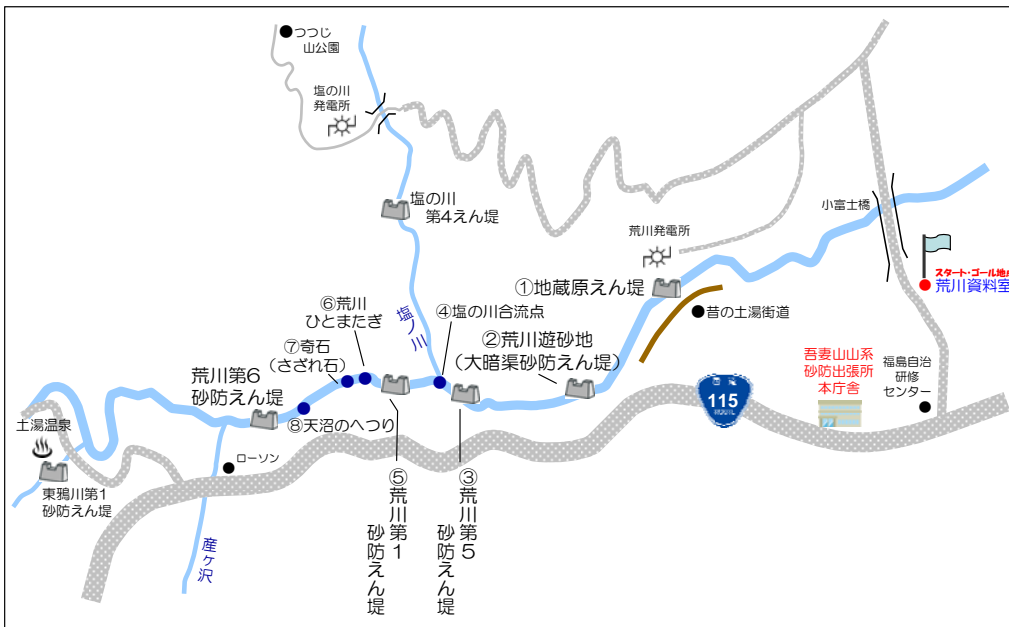 つつじ
山公園
塩の川
発電所
塩の川
第4えん堤
小富士橋
荒川発電所
スタート・ゴール地点
荒川資料室
①地蔵原えん堤
昔の土湯街道
⑥荒川
ひとまたぎ
塩ノ川
④塩の川合流点
②荒川遊砂地
（大暗渠砂防えん堤）
⑦奇石
（さざれ石）
荒川第6
砂防えん堤
⑧天沼のへつり
吾妻山山系
砂防出張所
本庁舎
福島自治
研修
センター
115
ROUTE
土湯温泉
ローソン
東鴉川第1
砂防えん堤
⑤荒川第1
砂防えん堤
③荒川第5
砂防えん堤
産ヶ沢